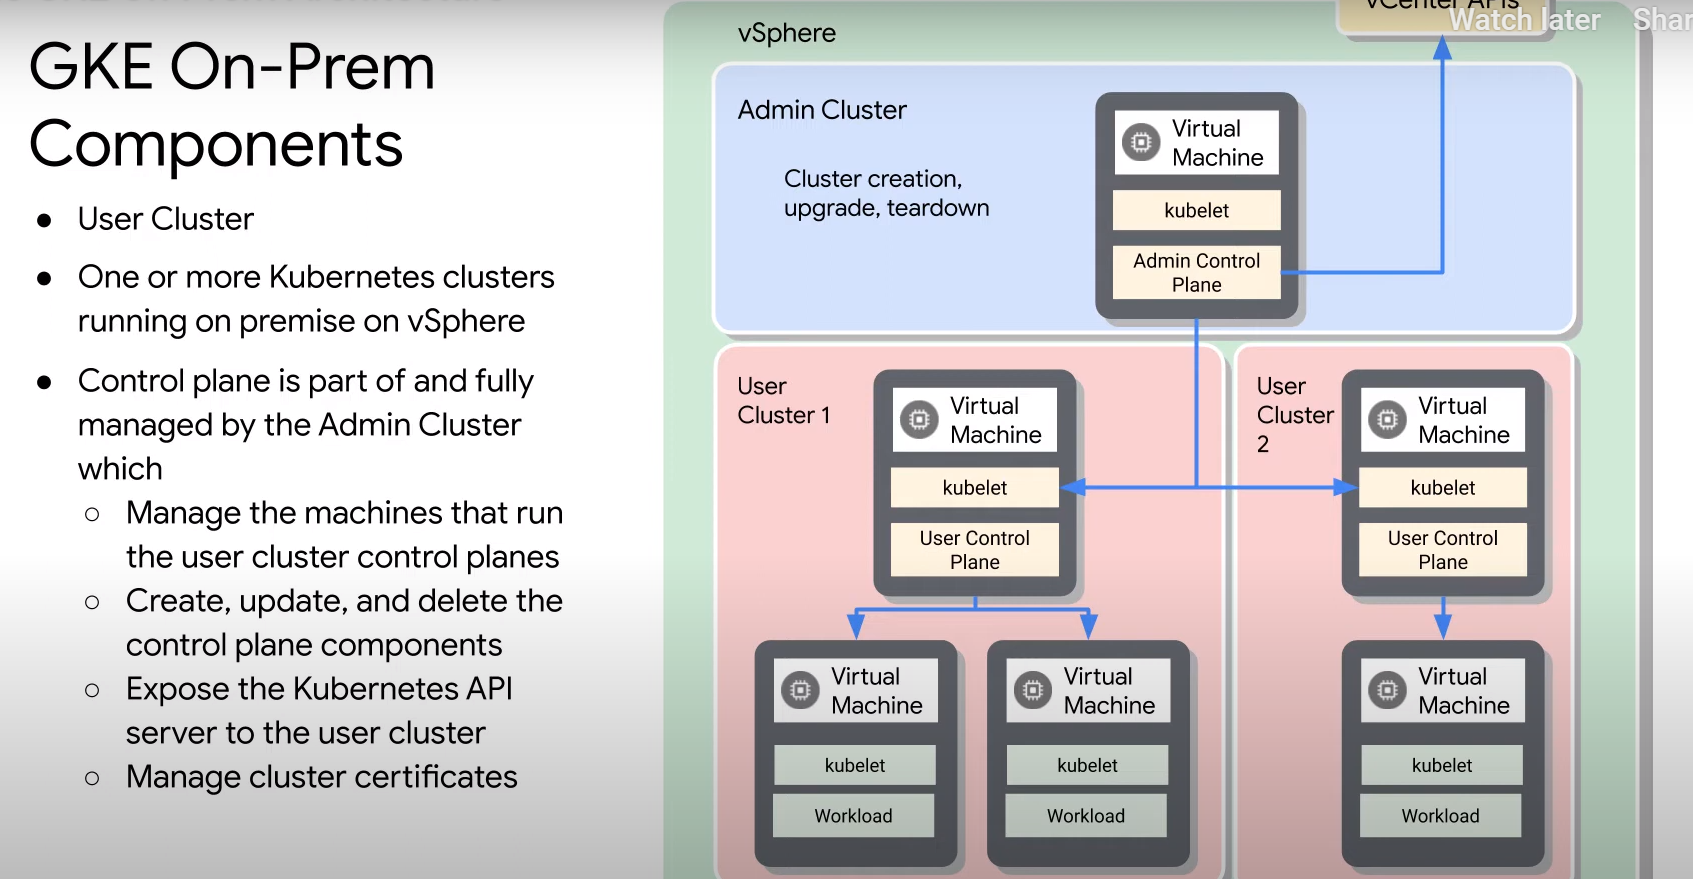 GKE On-Prem
Components
● User Cluster
● One or more Kubernetes clusters
running on premise on vSphere
● Control plane is part of and fully
managed by the Admin Cluster
which
○ Manage the machines that run
the user cluster control planes
○ Create, update, and delete the
control plane components
○ Expose the Kubernetes API
server to the user cluster
○ Manage cluster certificates
vCenter APIs
Watch later
vSphere
Admin Cluster
Cluster creation,
upgrade, teardown
Virtual
Machine
kubelet
Admin Control
Plane
User
Cluster 1
Virtual
Machine
kubelet
User Control
Plane
Virtual
Machine
kubelet
Workload
Virtual
Machine
kubelet
Workload
User
Cluster
2
Virtual
Machine
kubelet
User Control
Plane
Virtual
Machine
kubelet
Workload